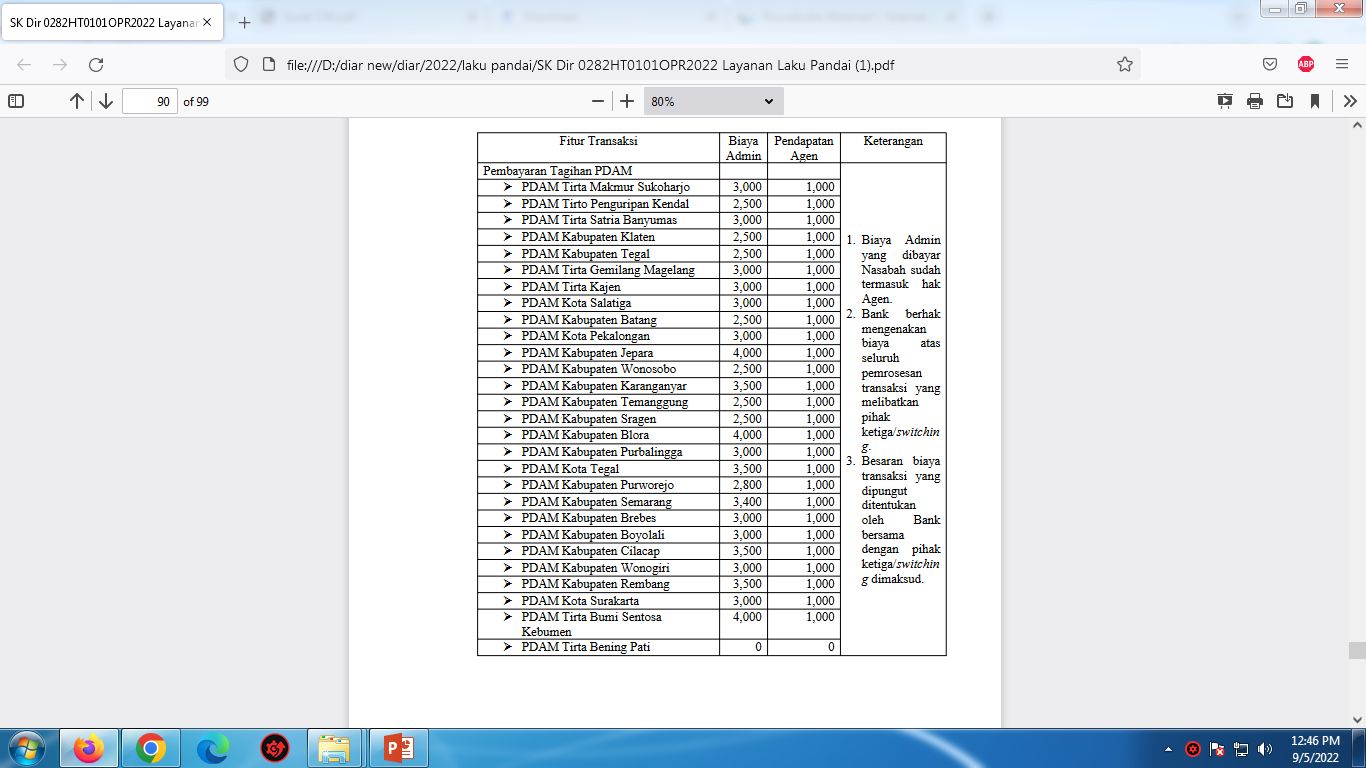 SK Dir 0282HT0101OPR2022 Layanan
file:///D:/diar new/diar/2022/laku pandai/SK Dir 0282HT0101OPR2022 Layanan Laku Pandai (1).pdf
ABP
90 of 99
80%
Fitur Transaksi Biaya Admin Pendapatan Agen Keterangan
Pembayaran Tagihan PDAM
➤ PDAM Tirta Makmur Sukoharjo 3,000 1,000
➤ PDAM Tirto Penguripan Kendal 2,500 1,000
➤ PDAM Tirta Satria Banyumas 3,000 1,000
➤ PDAM Kabupaten Klaten 2,500 1,000
➤ PDAM Kabupaten Tegal 2,500 1,000
➤ PDAM Tirta Gemilang Magelang 3,000 1,000
➤ PDAM Tirta Kajen 3,000 1,000
➤ PDAM Kota Salatiga 3,000 1,000
➤ PDAM Kabupaten Batang 2,500 1,000
➤ PDAM Kota Pekalongan 3,000 1,000
➤ PDAM Kabupaten Jepara 4,000 1,000
➤ PDAM Kabupaten Wonosobo 2,500 1,000
➤ PDAM Kabupaten Karanganyar 3,500 1,000
➤ PDAM Kabupaten Temanggung 2,500 1,000
➤ PDAM Kabupaten Sragen 2,500 1,000
➤ PDAM Kabupaten Blora 4,000 1,000
➤ PDAM Kabupaten Purbalingga 3,000 1,000
➤ PDAM Kota Tegal 3,500 1,000
➤ PDAM Kabupaten Purworejo 2,800 1,000
➤ PDAM Kabupaten Semarang 3,400 1,000
➤ PDAM Kabupaten Brebes 3,000 1,000
➤ PDAM Kabupaten Boyolali 3,000 1,000
➤ PDAM Kabupaten Cilacap 3,500 1,000
➤ PDAM Kabupaten Wonogiri 3,000 1,000
➤ PDAM Kabupaten Rembang 3,500 1,000
➤ PDAM Kota Surakarta 3,000 1,000
➤ PDAM Tirta Bumi Sentosa 4,000 1,000
Kebumen
➤ PDAM Tirta Bening Pati 0 0
1. Biaya Admin
yang dibayar
Nasabah sudah
termasuk hak
Agen.
2. Bank berhak
mengenakan
biaya atas
seluruh
pemrosesan
transaksi yang
melibatkan
pihak
ketiga/switchin
g.
3. Besaran biaya
transaksi yang
dipungut
ditentukan
oleh Bank
bersama
dengan pihak
ketiga/switchin
g dimaksud.
12:46 PM
9/5/2022